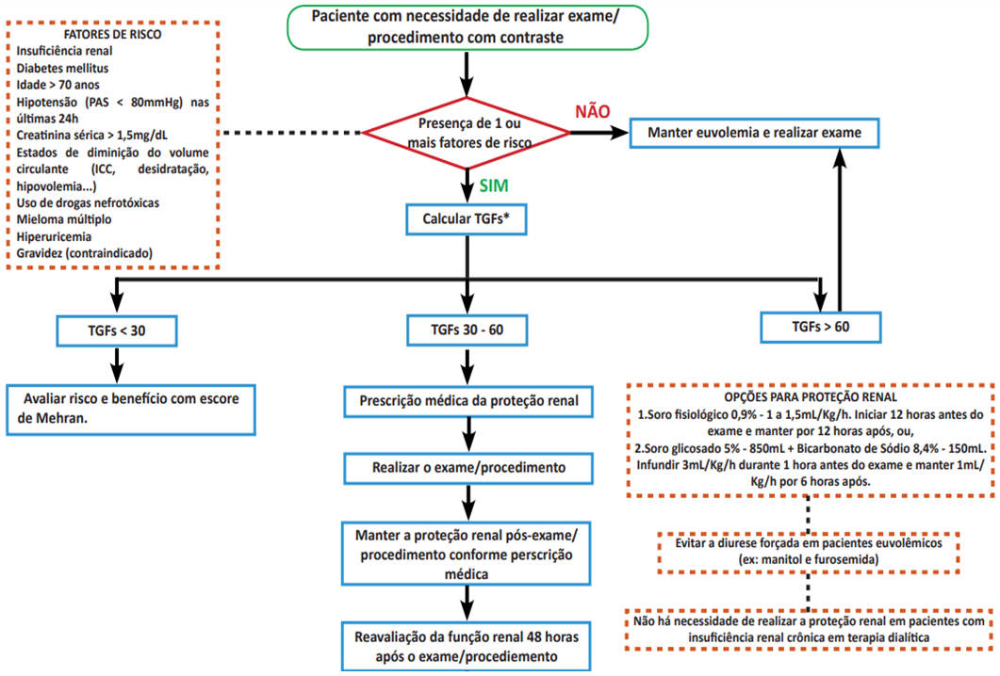 Paciente com necessidade de realizar exame/
procedimento com contraste
FATORES DE RISCO
Insuficiência renal
Diabetes mellitus
Idade > 70 anos
Hipotensão (PAS < 80mmHg) nas
últimas 24h
Creatinina sérica > 1,5mg/dL
Estados de diminição do volume
circulante (ICC, desidratação,
hipovolemia...)
Uso de drogas nefrotóxicas
Mieloma múltiplo
Hiperuricemia
Gravidez (contraindicado)
Presença de 1 ou
mais fatores de risco
NÃO
Manter euvolemia e realizar exame
SIM
Calcular TGFs*
TGFs < 30
TGFs 30 - 60
TGFs > 60
Avaliar risco e benefício com escore
de Mehran.
Prescrição médica da proteção renal
Realizar o exame/procedimento
Manter a proteção renal pós-exame/
procedimento conforme perscrição
médica
Reavaliação da função renal 48 horas
após o exame/procediemento
OPÇÕES PARA PROTEÇÃO RENAL
1.Soro fisiológico 0,9% - 1 a 1,5mL/Kg/h. Iniciar 12 horas antes do
exame e manter por 12 horas após, ou,
2.Soro glicosado 5% - 850mL + Bicarbonato de Sódio 8,4% - 150mL.
Infundir 3mL/Kg/h durante 1 hora antes do exame e manter 1mL/
Kg/h por 6 horas após.
Evitar a diurese forçada em pacientes euvolêmicos
(ex: manitol e furosemida)
Não há necessidade de realizar a proteção renal em pacientes com
insuficiência renal crônica em terapia dialítica